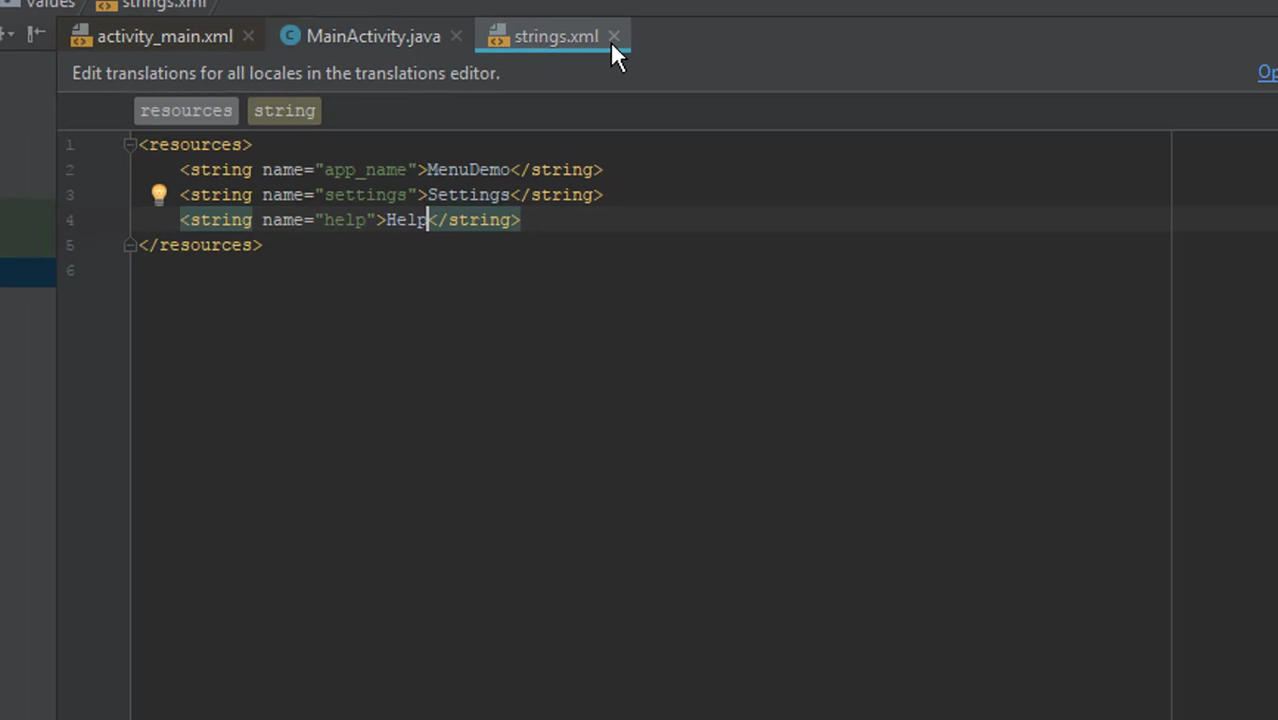 values strings.xml
activity_main.xml MainActivity.java strings.xml
Edit translations for all locales in the translations editor.
resources string
1 <resources>
2 <string name="app_name">MenuDemo</string>
3 <string name="settings">Settings</string>
4 <string name="help">Help</string>
5 </resources>
6